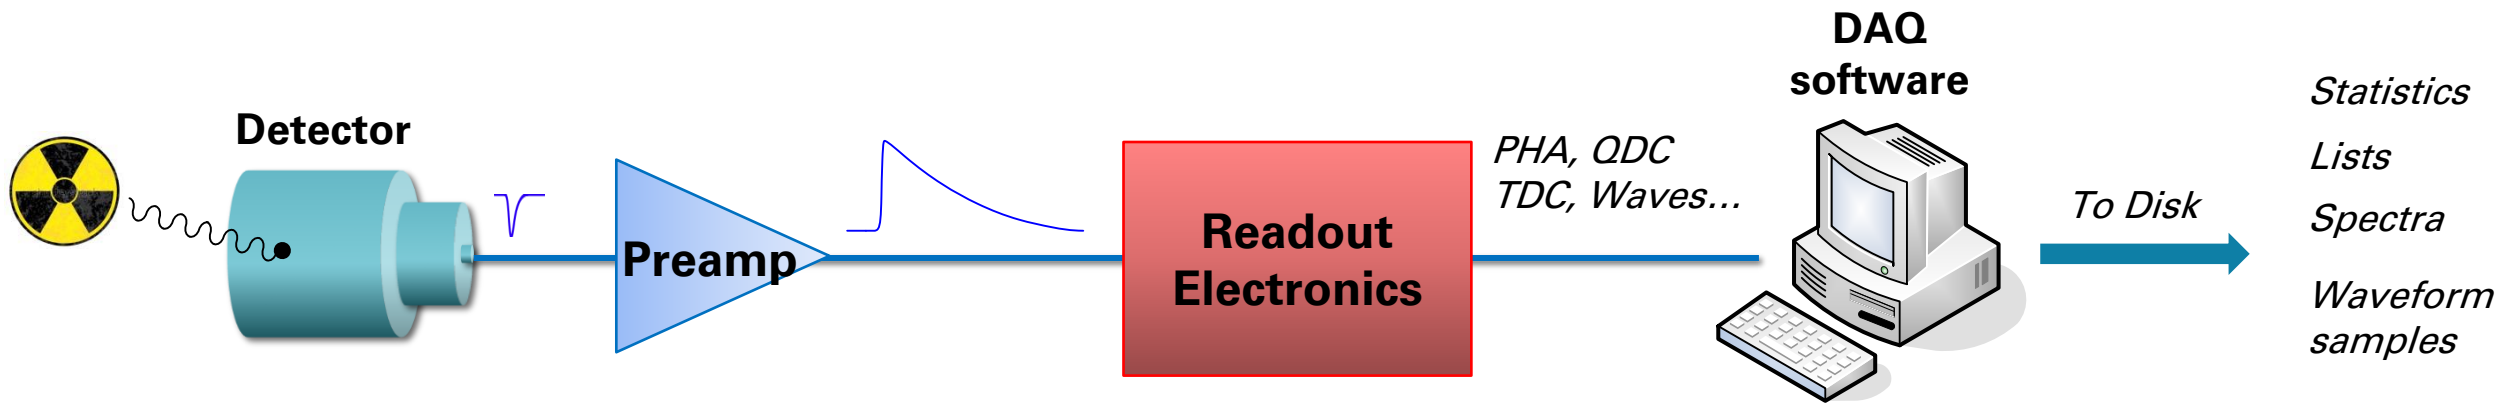 Detector
Preamp
Readout
Electronics
PHA, QDC
TDC, Waves...
DAQ
software
To Disk
Statistics
Lists
Spectra
Waveform
samples